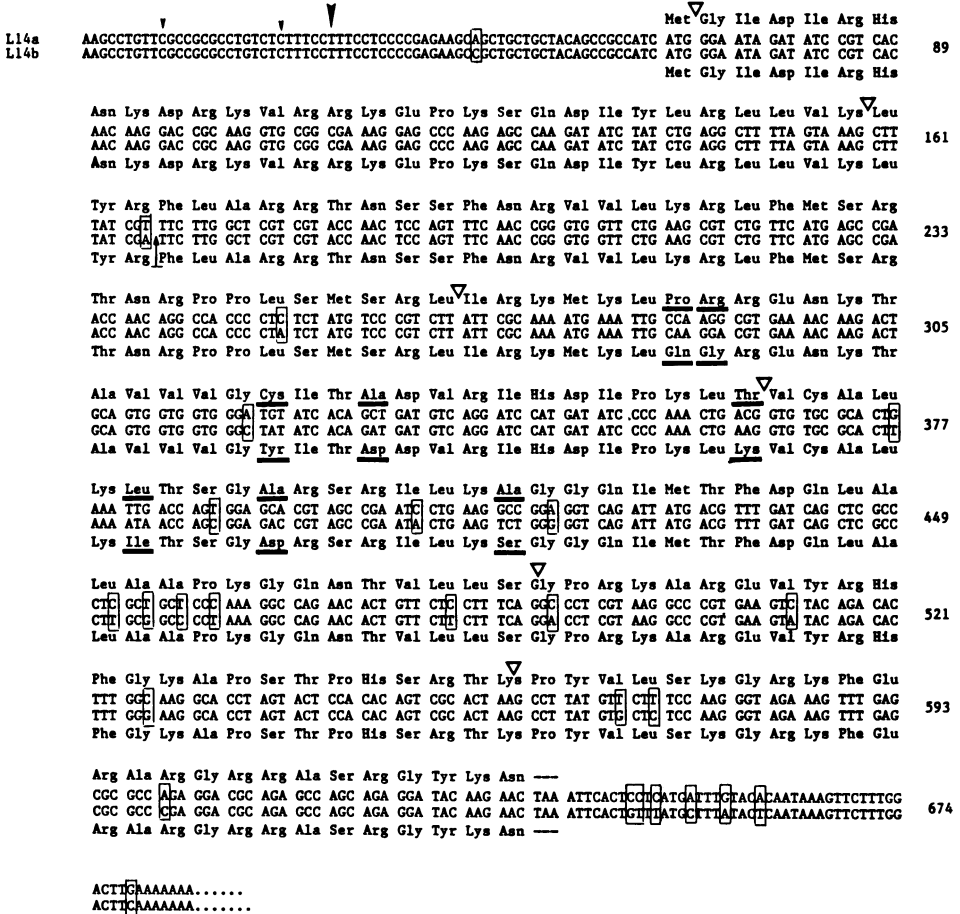 Met Gly Ile Asp Ile Arg His
L14a AAGCCTGTTCGCCGCGCCTGTCTCTTTCCTTTTCCTCCCCGAGAAGCAGCTGCTGCTACAGCCGCCATC ATG GGA ATA GAT ATC CGT CAC
L14b AAGCCTGTTCGCCGCGCCTGTCTCTTTCCTTTTCCTCCCCGAGAAGCCGCTGCTGCTACAGCCGCCATC ATG GGA ATA GAT ATC CGT CAC 89
Met Gly Ile Asp Ile Arg His
Asn Lys Asp Arg Lys Val Arg Arg Lys Glu Pro Lys Ser Gln Asp Ile Tyr Leu Arg Leu Leu Val Lys Leu
AAC AAG GAC CGC AAG GTG CGG CGA AAG GAG CCC AAG AGC CAA GAT ATC TAT CTG AGG CTT TTA GTA AAG CTT
AAC AAG GAC CGC AAG GTG CGG CGA AAG GAG CCC AAG AGC CAA GAT ATC TAT CTG AGG CTT TTA GTA AAG CTT 161
Asn Lys Asp Arg Lys Val Arg Arg Lys Glu Pro Lys Ser Gln Asp Ile Tyr Leu Arg Leu Leu Val Lys Leu
Tyr Arg Phe Leu Ala Arg Arg Thr Asn Ser Ser Phe Asn Arg Val Val Leu Lys Arg Leu Phe Met Ser Arg
TAT CGT TTC TTG GCT CGT CGT ACC AAC TCC AGT TTC AAC CGG GTG GTT CTG AAG CGT CTG TTC ATG AGC CGA
TAT CGA TTC TTG GCT CGT CGT ACC AAC TCC AGT TTC AAC CGG GTG GTT CTG AAG CGT CTG TTC ATG AGC CGA 233
Tyr Arg Phe Leu Ala Arg Arg Thr Asn Ser Ser Phe Asn Arg Val Val Leu Lys Arg Leu Phe Met Ser Arg
Thr Asn Arg Pro Pro Leu Ser Met Ser Arg Leu Ile Arg Lys Met Lys Leu Pro Arg Arg Glu Asn Lys Thr
ACC AAC AGG CCA CCC CTC TCT ATG TCC CGT CTT ATT CGC AAA ATG AAA TTG CCA AGG CGT GAA AAC AAG ACT
ACC AAC AGG CCA CCC CTA TCT ATG TCC CGT CTT ATT CGC AAA ATG AAA TTG CAA GGA CGT GAA AAC AAG ACT 305
Thr Asn Arg Pro Pro Leu Ser Met Ser Arg Leu Ile Arg Lys Met Lys Leu Gln Gly Arg Glu Asn Lys Thr
Ala Val Val Val Gly Cys Ile Thr Ala Asp Val Arg Ile His Asp Ile Pro Lys Leu Thr Val Cys Ala Leu
GCA GTG GTG GTG GGA TGT ATC ACA GCT GAT GTC AGG ATC CAT GAT ATC .CCC AAA CTG ACG GTG TGC GCA CTG
GCA GTG GTG GTG GGC TAT ATC ACA GAT GAT GTC AGG ATC CAT GAT ATC CCC AAA CTG AAG GTG TGC GCA CTT 377
Ala Val Val Val Gly Tyr Ile Thr Asp Asp Val Arg Ile His Asp Ile Pro Lys Leu Lys Val Cys Ala Leu
Lys Leu Thr Ser Gly Ala Arg Ser Arg Ile Leu Lys Ala Gly Gly Gln Ile Met Thr Phe Asp Gln Leu Ala
AAA TTG ACC AGT GGA GCA CGT AGC CGA ATC CTG AAG GCC GGA GGT CAG ATT ATG ACG TTT GAT CAG CTC GCC
AAA ATA ACC AGC GGA GAC CGT AGC CGA ATA CTG AAG TCT GGG GGT CAG ATT ATG ACG TTT GAT CAG CTC GCC 449
Lys Ile Thr Ser Gly Asp Arg Ser Arg Ile Leu Lys Ser Gly Gly Gln Ile Met Thr Phe Asp Gln Leu Ala
Leu Ala Ala Pro Lys Gly Gln Asn Thr Val Leu Leu Ser Gly Pro Arg Lys Ala Arg Glu Val Tyr Arg His
CTC GCT GCT CCC AAA GGC CAG AAC ACT GTT CTC CTT TCA GGC CCT CGT AAG GCC CGT GAA GTC TAC AGA CAC
CTT GCG GCC CCT AAA GGC CAG AAC ACT GTT CTT CTT TCA GGA CCT CGT AAG GCC CGT GAA GTA TAC AGA CAC 521
Leu Ala Ala Pro Lys Gly Gln Asn Thr Val Leu Leu Ser Gly Pro Arg Lys Ala Arg Glu Val Tyr Arg His
Phe Gly Lys Ala Pro Ser Thr Pro His Ser Arg Thr Lys Pro Tyr Val Leu Ser Lys Gly Arg Lys Phe Glu
TTT GGC AAG GCA CCT AGT ACT CCA CAC AGT CGC ACT AAG CCT TAT GTT CTT TCC AAG GGT AGA AAG TTT GAG
TTT GGG AAG GCA CCT AGT ACT CCA CAC AGT CGC ACT AAG CCT TAT GTG CTC TCC AAG GGT AGA AAG TTT GAG 593
Phe Gly Lys Ala Pro Ser Thr Pro His Ser Arg Thr Lys Pro Tyr Val Leu Ser Lys Gly Arg Lys Phe Glu
Arg Ala Arg Gly Arg Arg Ala Ser Arg Gly Tyr Lys Asn ---
CGC GCC AGA GGA CGC AGA GCC AGC AGA GGA TAC AAG AAC TAA ATTCACTCCTCATGATTTGTACACAATAAAGTTCTTTGG
CGC GCC CGA GGA CGC AGA GCC AGC AGA GGA TAC AAG AAC TAA ATTCACTGTTTATGCTTTATACTCAATAAAGTTCTTTGG 674
Arg Ala Arg Gly Arg Arg Ala Ser Arg Gly Tyr Lys Asn ---
ACTTGAAAAAAA......
ACTTCAAAAAAA.......